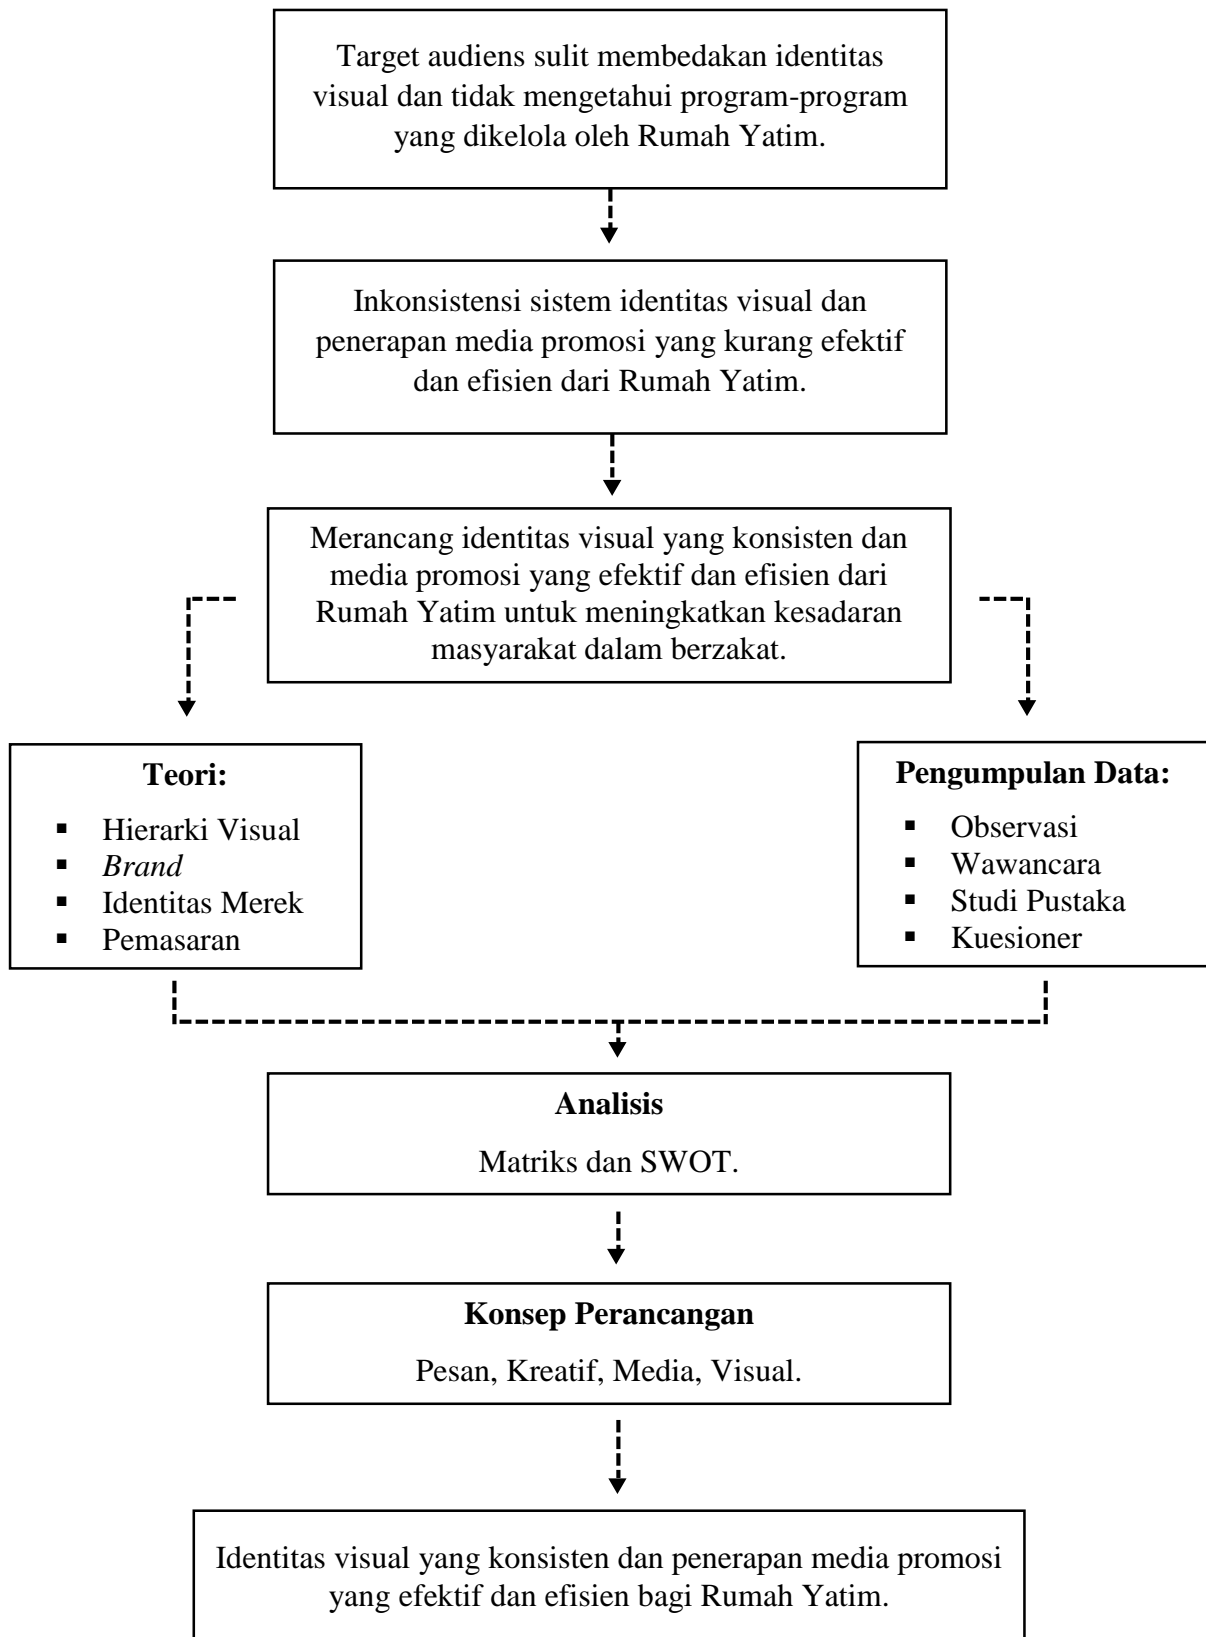 Target audiens sulit membedakan identitas
visual dan tidak mengetahui program-program
yang dikelola oleh Rumah Yatim.
Inkonsistensi sistem identitas visual dan
penerapan media promosi yang kurang efektif
dan efisien dari Rumah Yatim.
Merancang identitas visual yang konsisten dan
media promosi yang efektif dan efisien dari
Rumah Yatim untuk meningkatkan kesadaran
masyarakat dalam berzakat.
Teori:
▪ Hierarki Visual
▪ Brand
▪ Identitas Merek
▪ Pemasaran
Pengumpulan Data:
▪ Observasi
▪ Wawancara
▪ Studi Pustaka
▪ Kuesioner
Analisis
Matriks dan SWOT.
Konsep Perancangan
Pesan, Kreatif, Media, Visual.
Identitas visual yang konsisten dan penerapan media promosi
yang efektif dan efisien bagi Rumah Yatim.